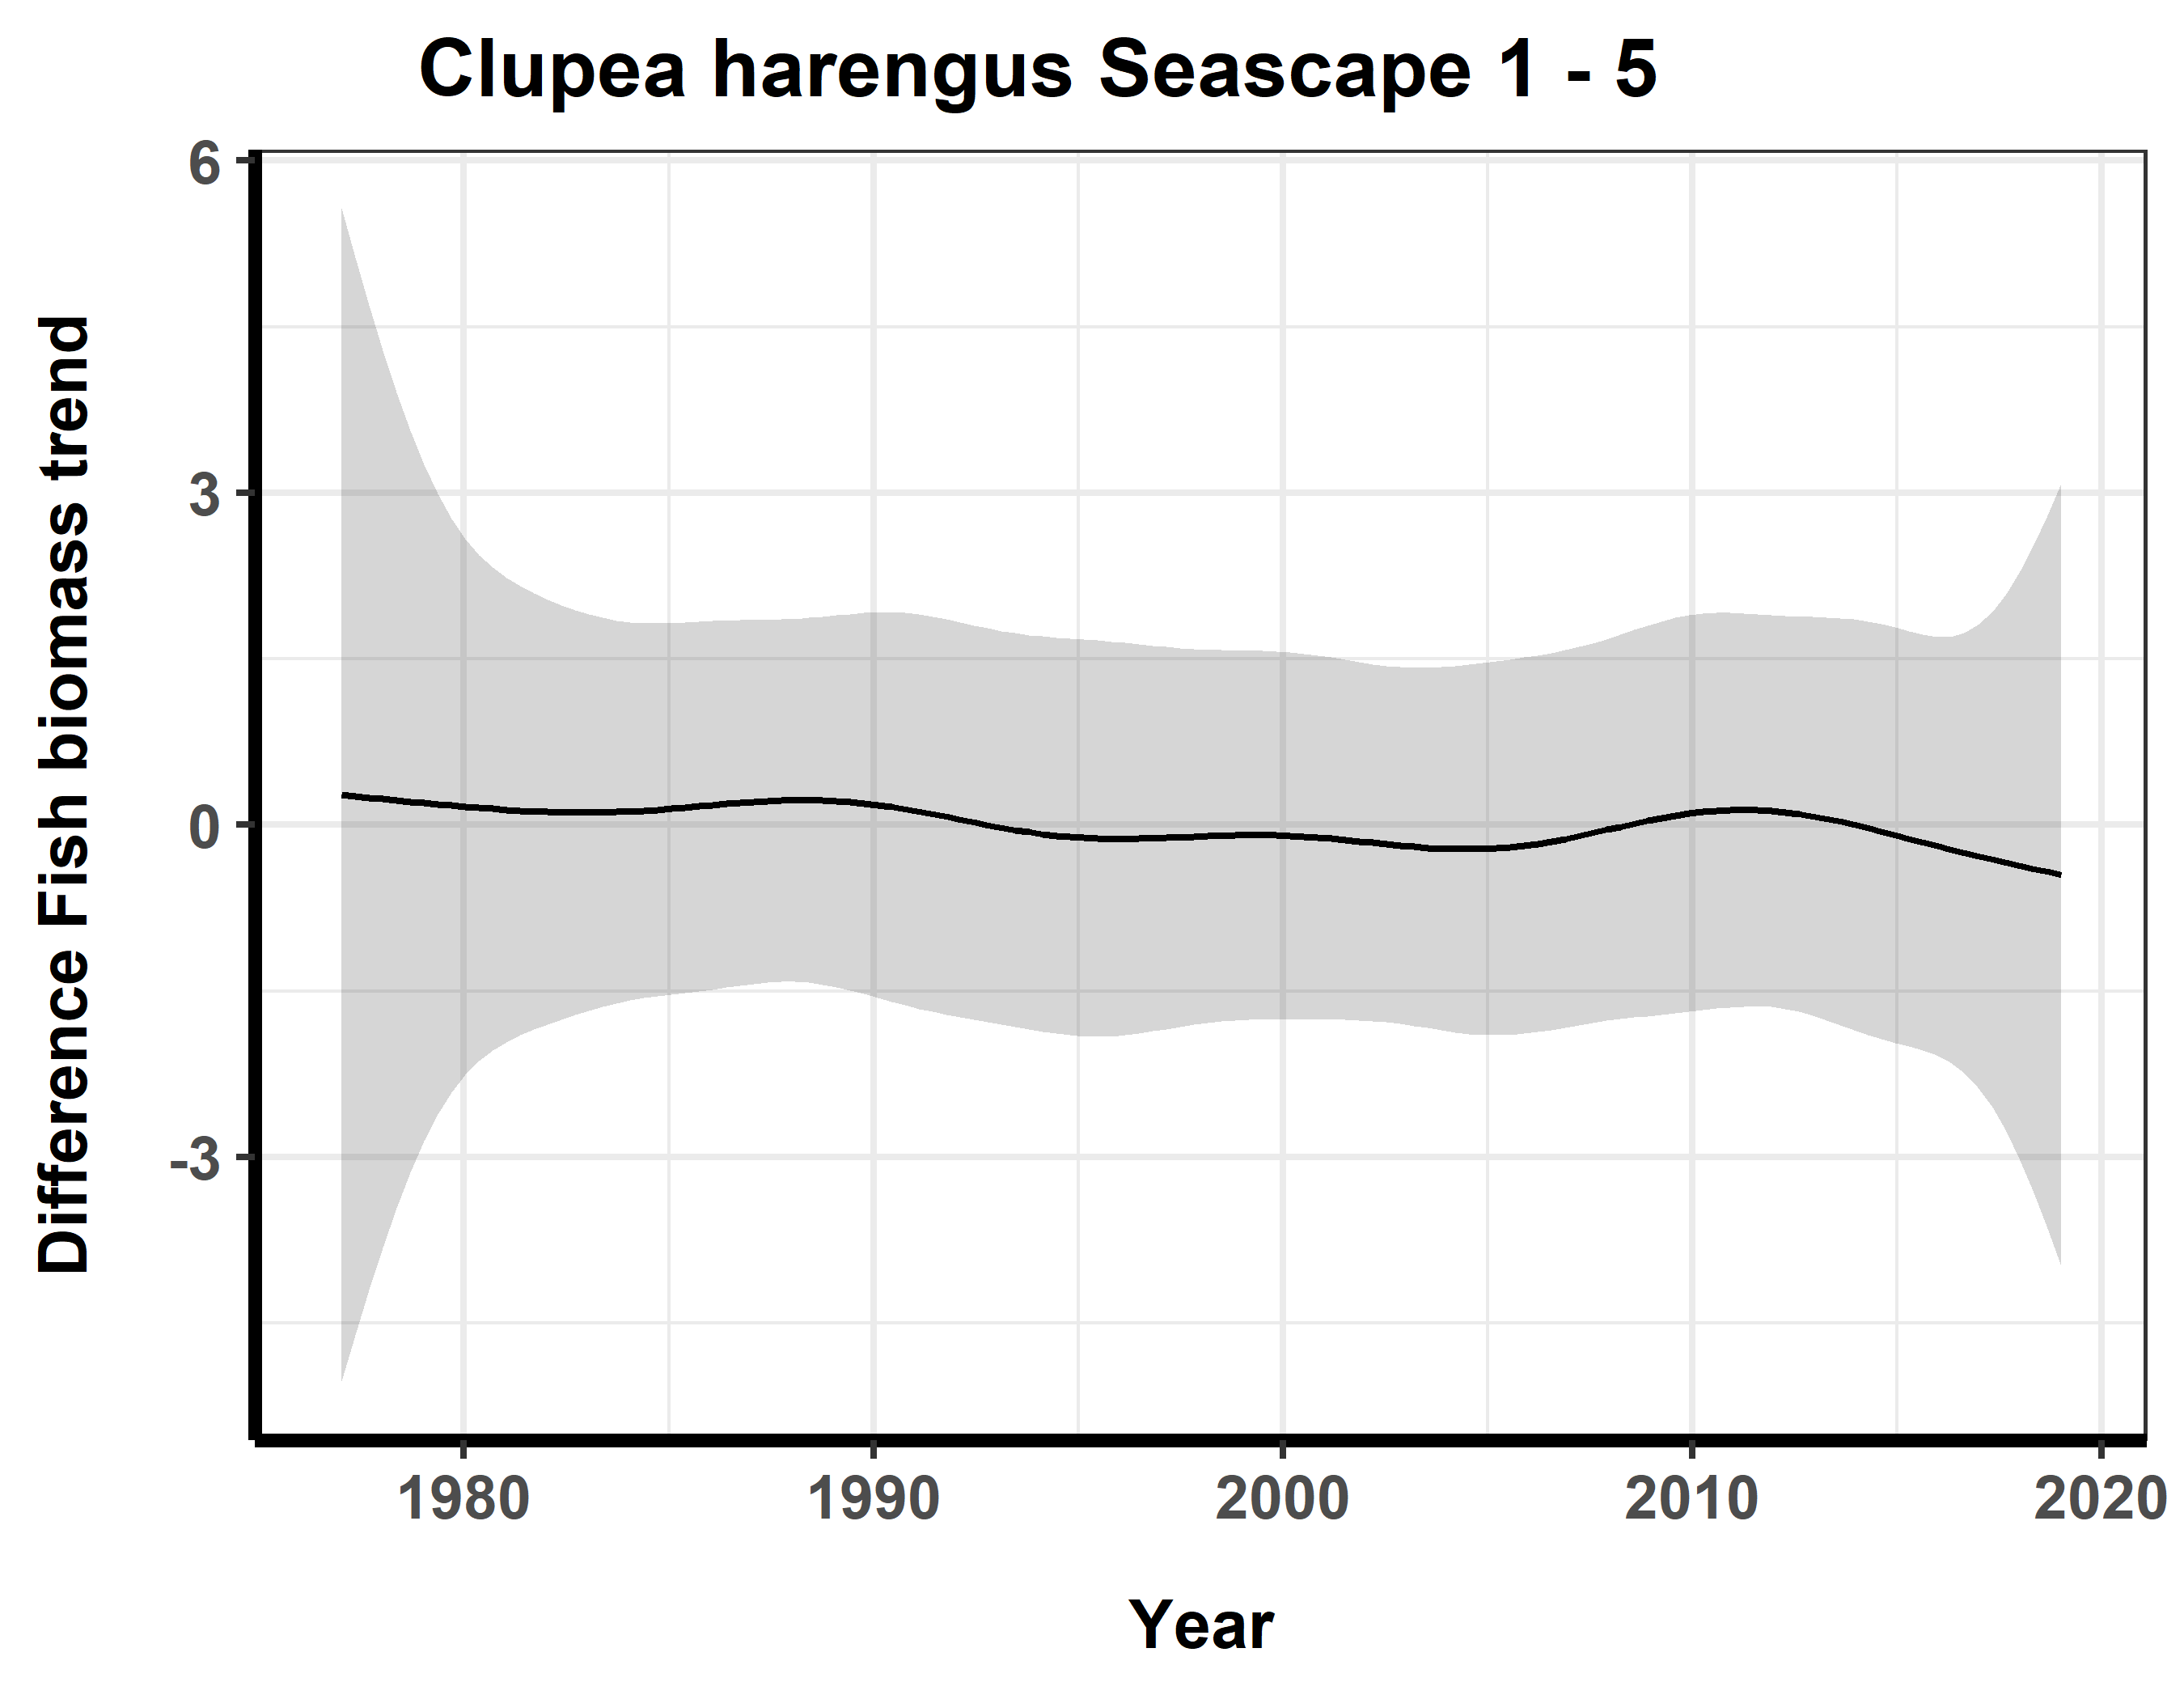 Clupea harengus Seascape 1 - 5
Difference Fish biomass trend
6
3
0
-3
1980 1990 2000 2010 2020
Year